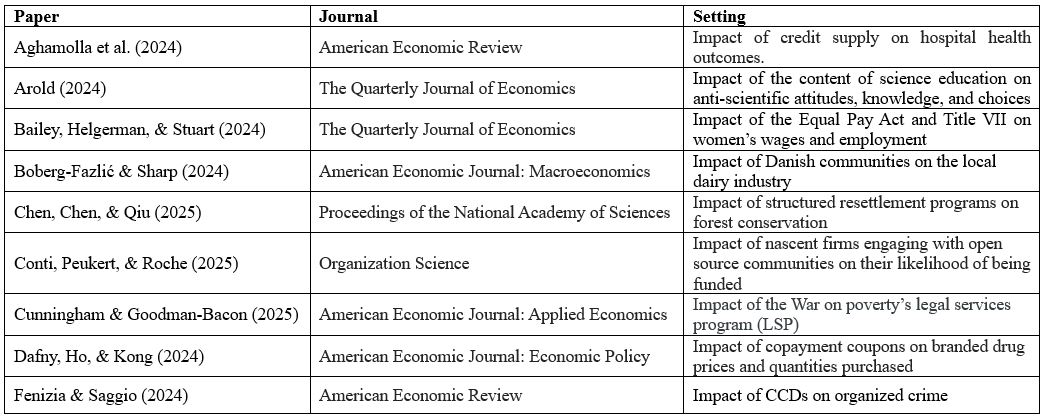 Paper Journal Setting
Aghamolla et al. (2024) American Economic Review Impact of credit supply on hospital health
outcomes.
Arold (2024) The Quarterly Journal of Economics Impact of the content of science education on
anti-scientific attitudes, knowledge, and choices
Bailey, Helgerman, & Stuart (2024) The Quarterly Journal of Economics Impact of the Equal Pay Act and Title VII on
women’s wages and employment
Boberg-Fazlić & Sharp (2024) American Economic Journal: Macroeconomics Impact of Danish communities on the local
dairy industry
Chen, Chen, & Qiu (2025) Proceedings of the National Academy of Sciences Impact of structured resettlement programs on
forest conservation
Conti, Peukert, & Roche (2025) Organization Science Impact of nascent firms engaging with open
source communities on their likelihood of being
funded
Cunningham & Goodman-Bacon (2025) American Economic Journal: Applied Economics Impact of the War on poverty’s legal services
program (LSP)
Dafny, Ho, & Kong (2024) American Economic Journal: Economic Policy Impact of copayment coupons on branded drug
prices and quantities purchased
Fenizia & Saggio (2024) American Economic Review Impact of CCDs on organized crime